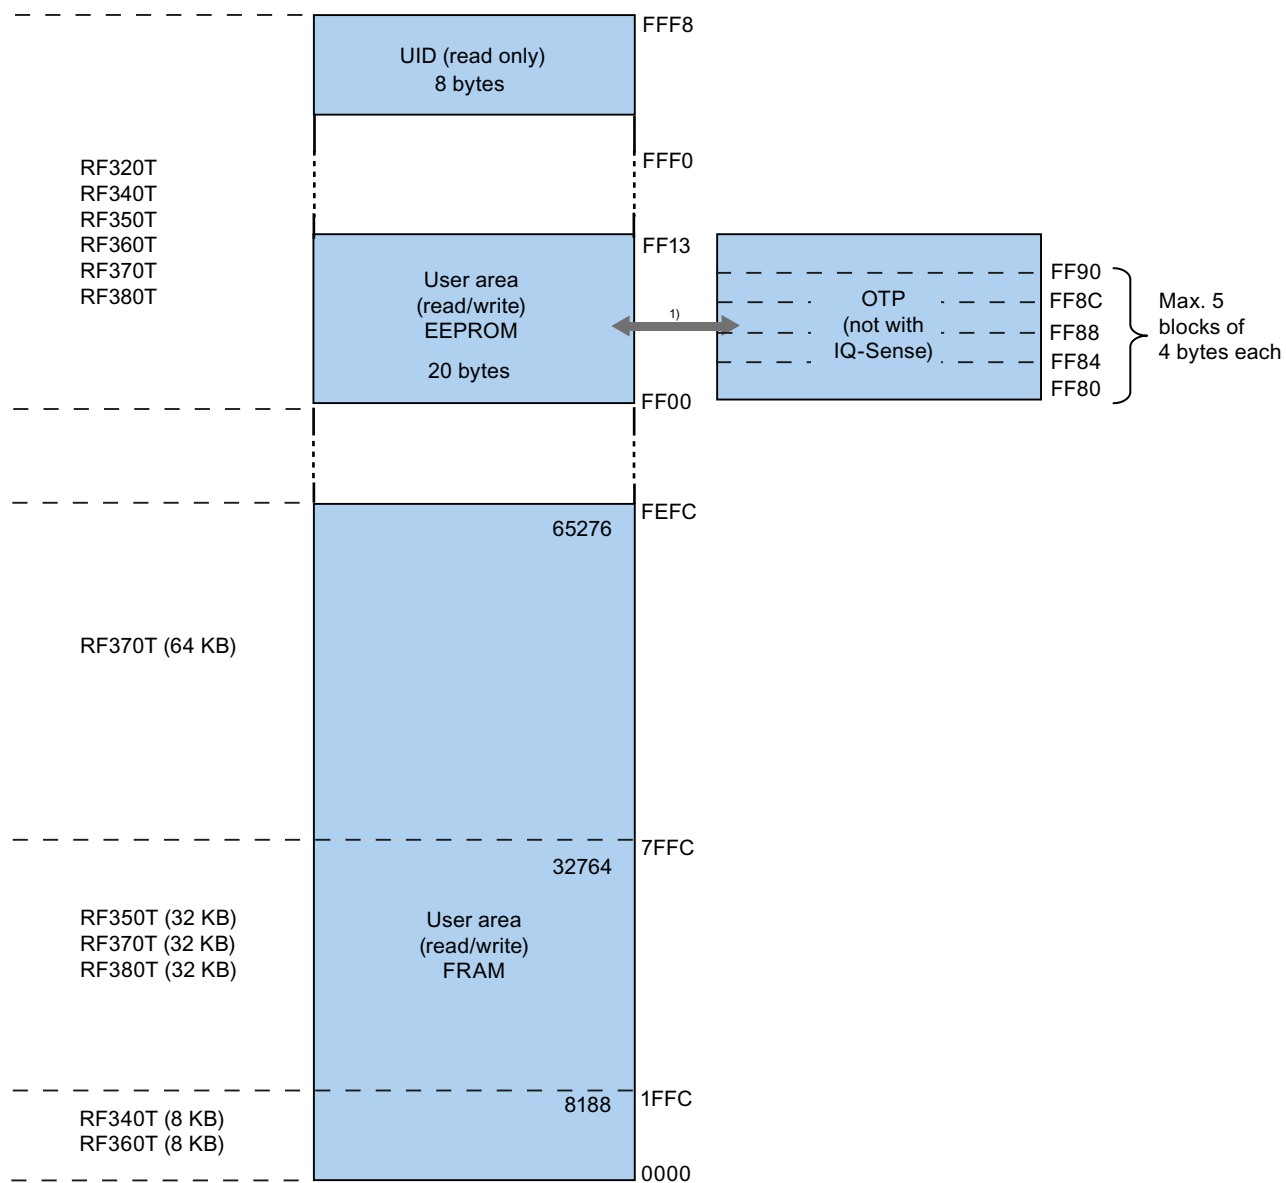 FFF8
UID (read only)
8 bytes
FFF0
RF320T
RF340T
RF350T
RF360T
RF370T
RF380T
FF13
User area
(read/write)
EEPROM
20 bytes
FF00
1)
OTP
(not with
IQ-Sense)
FF90
FF8C
FF88
FF84
FF80
Max. 5
blocks of
4 bytes each
FEFC
65276
RF370T (64 KB)
7FFC
32764
RF350T (32 KB)
RF370T (32 KB)
RF380T (32 KB)
User area
(read/write)
FRAM
1FFC
8188
RF340T (8 KB)
RF360T (8 KB)
0000